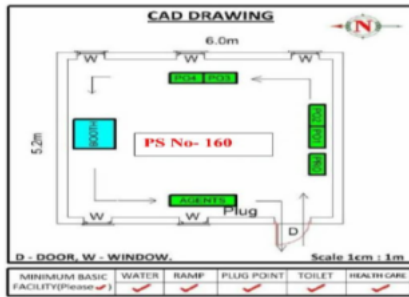 CAD DRAWING
N
6.0m
W W W
PO4 PO3
5.2m
BOOTH
PS No- 160
PO2
PO1
PRO
AGENTS
Plug
W W
D
D - DOOR, W - WINDOW.
Scale 1cm : 1m
MINIMUM BASIC FACILITY(Please✓) WATER RAMP PLUG POINT TOILET HEALTH CARE